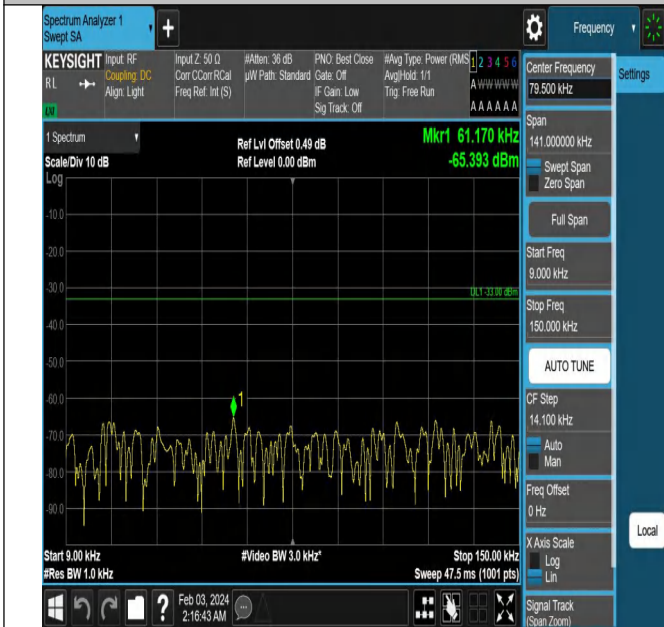 Spectrum Analyzer 1
Swept SA
+
Frequency
KEYSIGHT
RL
LXI
Input: RF
Coupling: DC
Align: Light
Input Z: 50 Ω
Corr CCorr RCal
Freq Ref: Int (S)
#Atten: 36 dB
µW Path: Standard
PNO: Best Close
Gate: Off
IF Gain: Low
Sig Track: Off
#Avg Type: Power (RMS
Avg|Hold: 1/1
Trig: Free Run
1 2 3 4 5 6
A W W W W W
A A A A A A
Center Frequency
79.500 kHz
Settings
Span
141.000000 kHz
Swept Span
Zero Span
Full Span
Start Freq
9.000 kHz
Stop Freq
150.000 kHz
AUTO TUNE
CF Step
14.100 kHz
Auto
Man
Freq Offset
0 Hz
X Axis Scale
Log
Lin
Signal Track
(Span Zoom)
Local
1 Spectrum
Scale/Div 10 dB
Log
Ref Lvl Offset 0.49 dB
Ref Level 0.00 dBm
Mkr1 61.170 kHz
-65.393 dBm
-10.0
-20.0
-30.0
DL1 -33.00 dBm
-40.0
-50.0
-60.0
1
-70.0
-80.0
-90.0
Start 9.00 kHz
#Res BW 1.0 kHz
#Video BW 3.0 kHz*
Stop 150.00 kHz
Sweep 47.5 ms (1001 pts)
?
Feb 03, 2024
2:16:43 AM